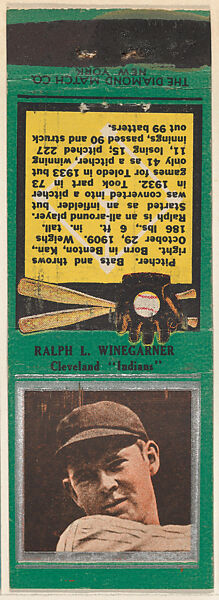 THE DIAMOND MATCH CO.
NEW YORK
Pitcher. Bats and throws
right. Born in Benton, Kan.,
October 29, 1909. Weighs
186 lbs., 6 ft. in. tall.
Ralph is an all-around player.
Started as an infielder but
was converted into a pitcher
in 1932. Took part in 73
games for Toledo in 1933 but
only 41 as a pitcher, winning
11, losing 15, pitched 227
innings, passed 90 and struck
out 99 batters.
RALPH L. WINEGARNER
Cleveland "Indians"